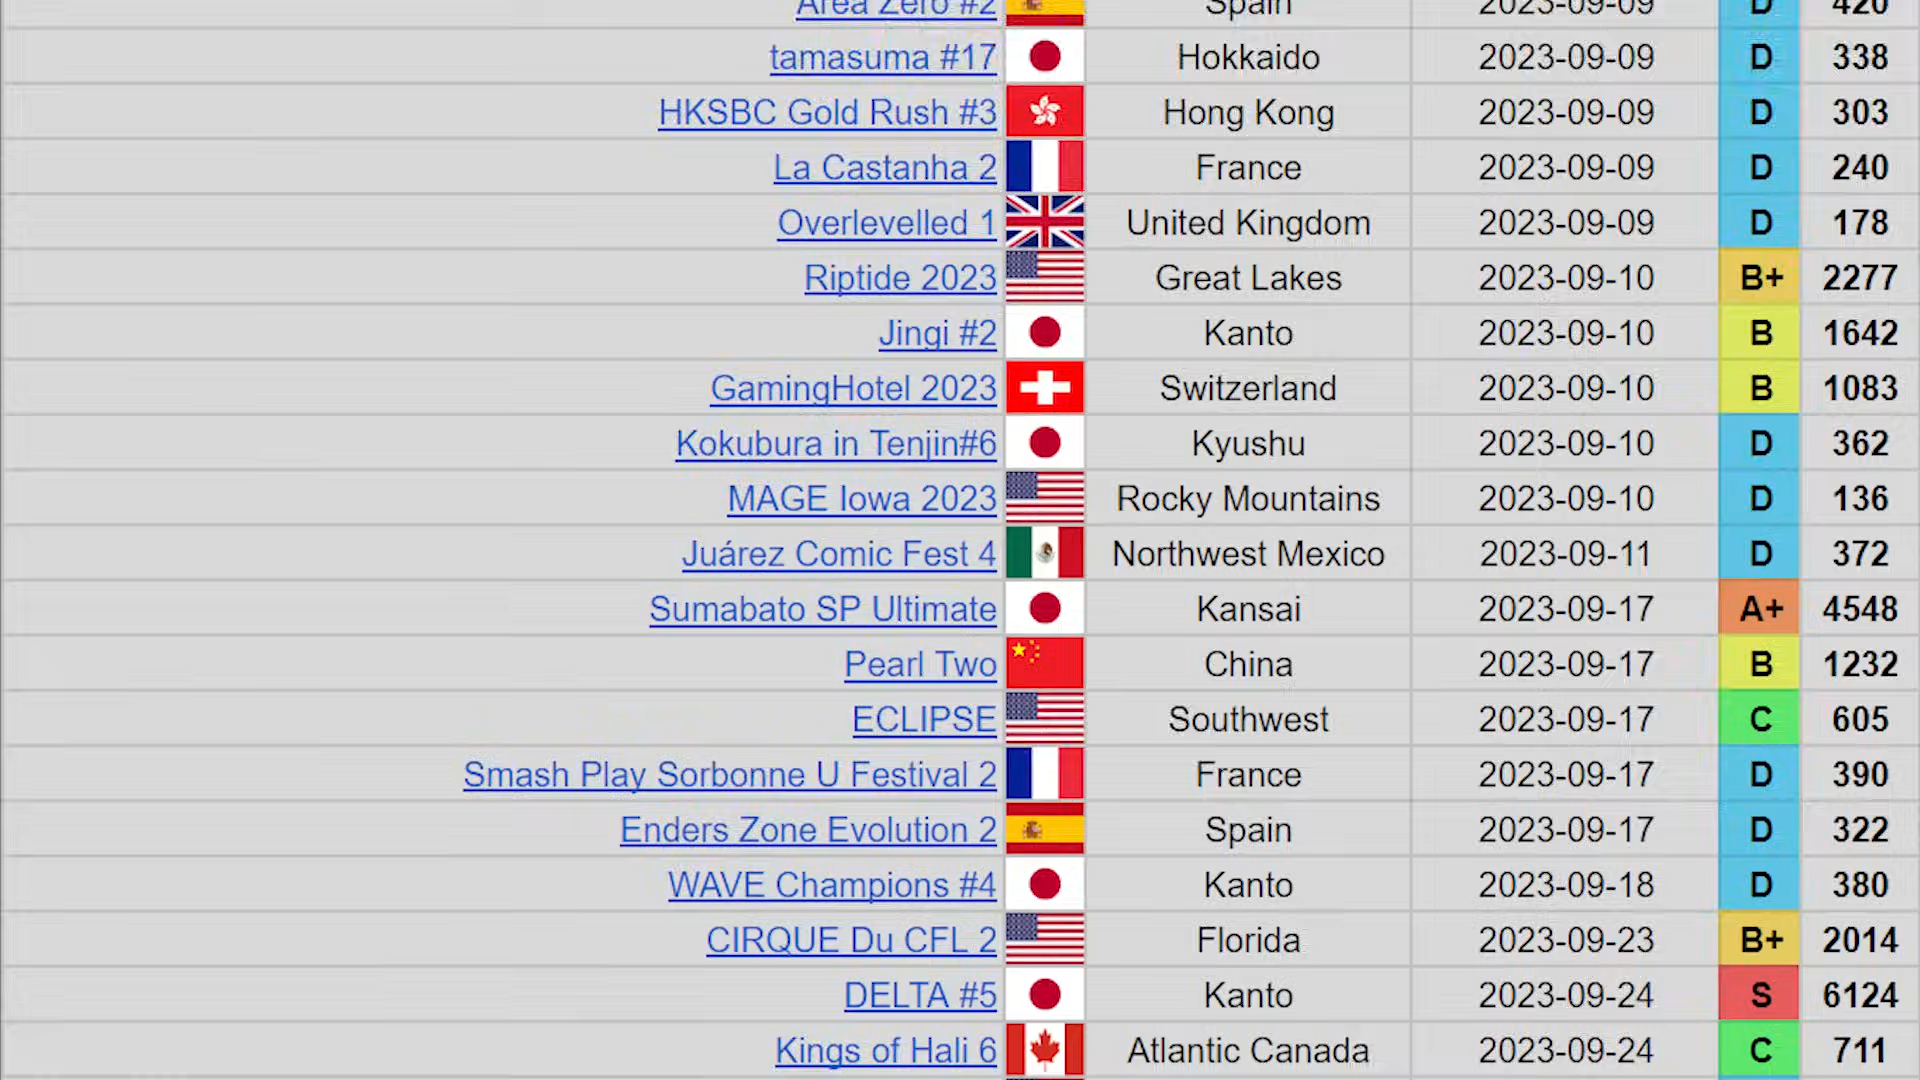 Area Zero #2 Spain 2023-09-09 D 420
tamasuma #17 Hokkaido 2023-09-09 D 338
HKSBC Gold Rush #3 Hong Kong 2023-09-09 D 303
La Castanha 2 France 2023-09-09 D 240
Overlevelled 1 United Kingdom 2023-09-09 D 178
Riptide 2023 Great Lakes 2023-09-10 B+ 2277
Jingi #2 Kanto 2023-09-10 B 1642
GamingHotel 2023 Switzerland 2023-09-10 B 1083
Kokubura in Tenjin#6 Kyushu 2023-09-10 D 362
MAGE Iowa 2023 Rocky Mountains 2023-09-10 D 136
Juárez Comic Fest 4 Northwest Mexico 2023-09-11 D 372
Sumabato SP Ultimate Kansai 2023-09-17 A+ 4548
Pearl Two China 2023-09-17 B 1232
ECLIPSE Southwest 2023-09-17 C 605
Smash Play Sorbonne U Festival 2 France 2023-09-17 D 390
Enders Zone Evolution 2 Spain 2023-09-17 D 322
WAVE Champions #4 Kanto 2023-09-18 D 380
CIRQUE Du CFL 2 Florida 2023-09-23 B+ 2014
DELTA #5 Kanto 2023-09-24 S 6124
Kings of Hali 6 Atlantic Canada 2023-09-24 C 711